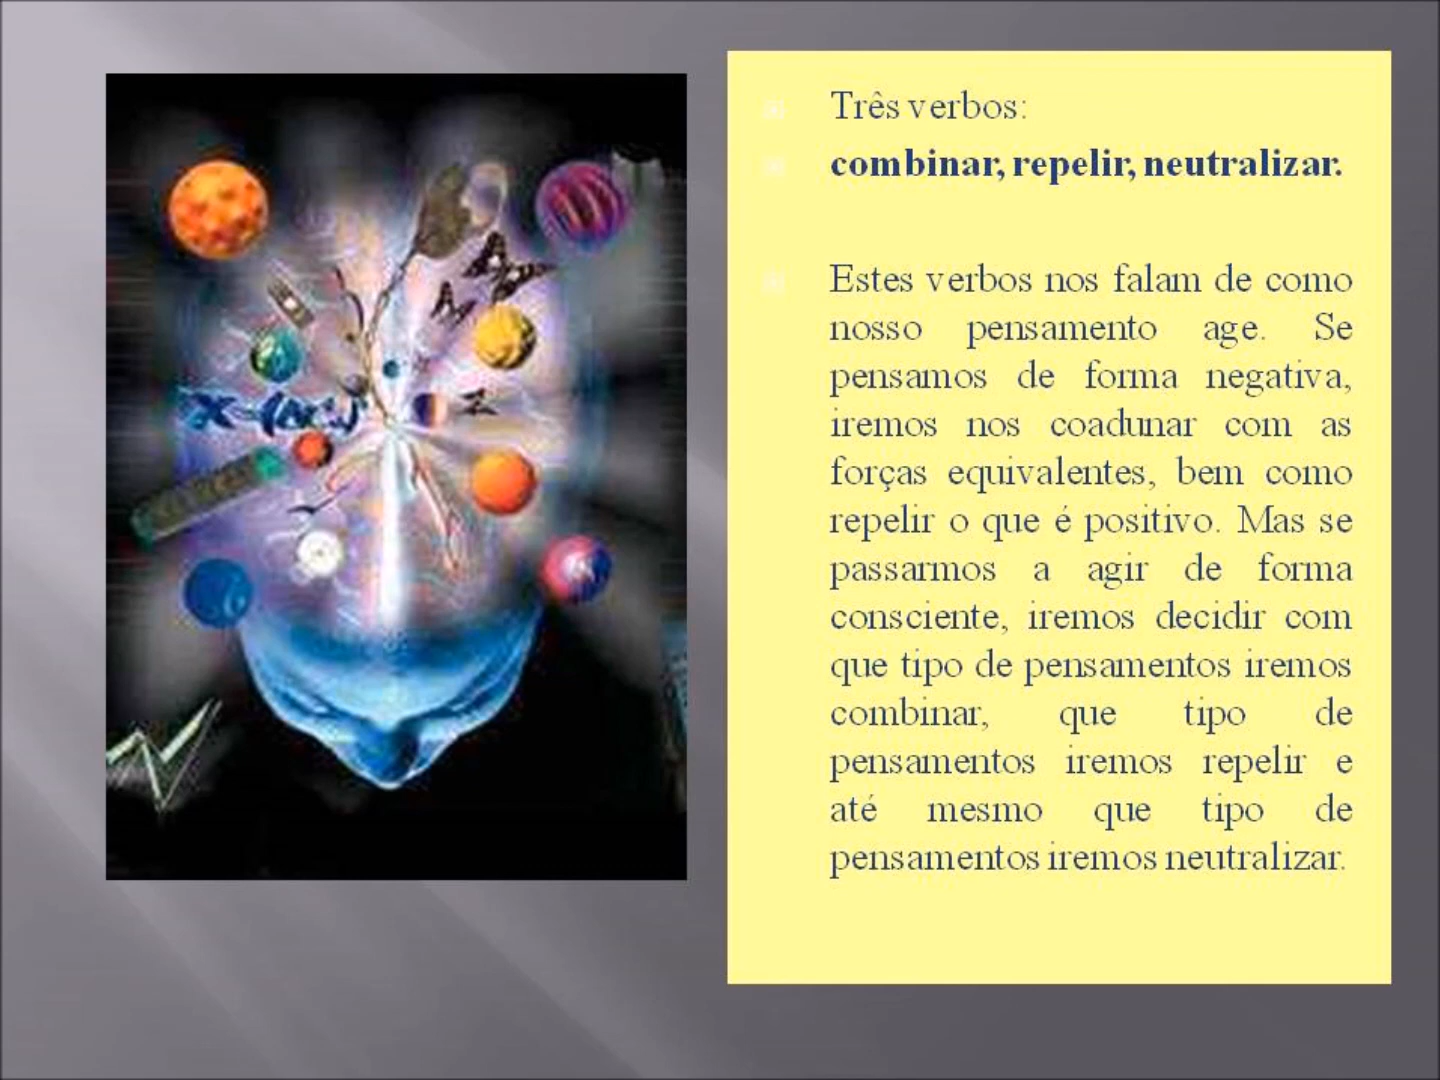 Três verbos:
combinar, repelir, neutralizar.
Estes verbos nos falam de como
nosso pensamento age. Se
pensamos de forma negativa,
iremos nos coadunar com as
forças equivalentes, bem como
repelir o que é positivo. Mas se
passarmos a agir de forma
consciente, iremos decidir com
que tipo de pensamentos iremos
combinar, que tipo de
pensamentos iremos repelir e
até mesmo que tipo de
pensamentos iremos neutralizar.